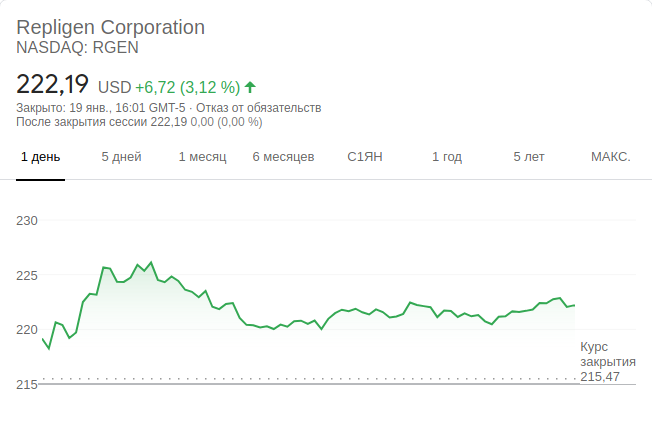 Repligen Corporation
NASDAQ: RGEN
222,19 USD +6,72 (3,12 %)
Закрыто: 19 янв., 16:01 GMT-5 · Отказ от обязательств
После закрытия сессии 222,19 0,00 (0,00 %)
1 день 5 дней 1 месяц 6 месяцев С1ЯН 1 год 5 лет МАКС.
230
225
220
Курс
закрытия
215,47
215